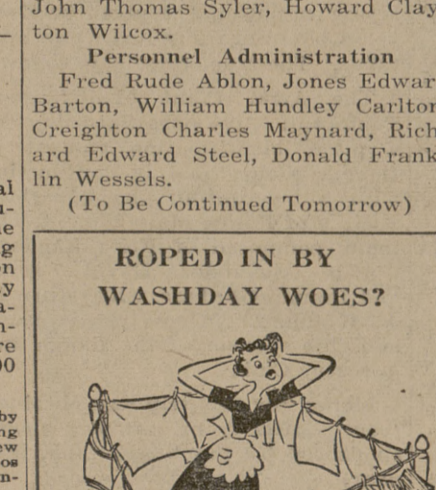 John Thomas Syler, Howard Clay
ton Wilcox.
Personnel Administration
Fred Rude Ablon, Jones Edwar
Barton, William Hundley Carlton
Creighton Charles Maynard, Rich
ard Edward Steel, Donald Frank
lin Wessels.
(To Be Continued Tomorrow)
ROPED IN BY
WASHDAY WOES?